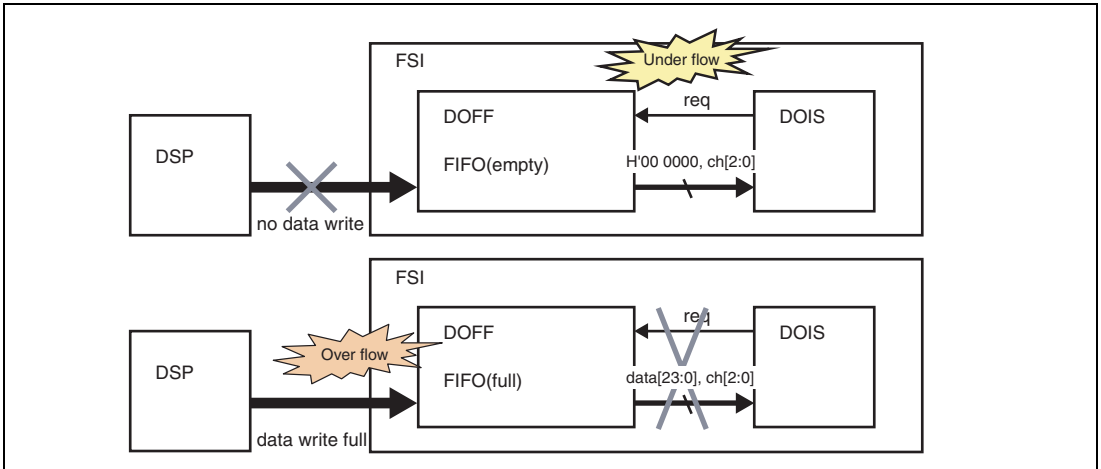 FSI
Under flow
DSP
DOFF
req
DOIS
FIFO(empty)
H'00 0000, ch[2:0]
no data write
FSI
Over flow
DSP
DOFF
req
DOIS
FIFO(full)
data[23:0], ch[2:0]
data write full